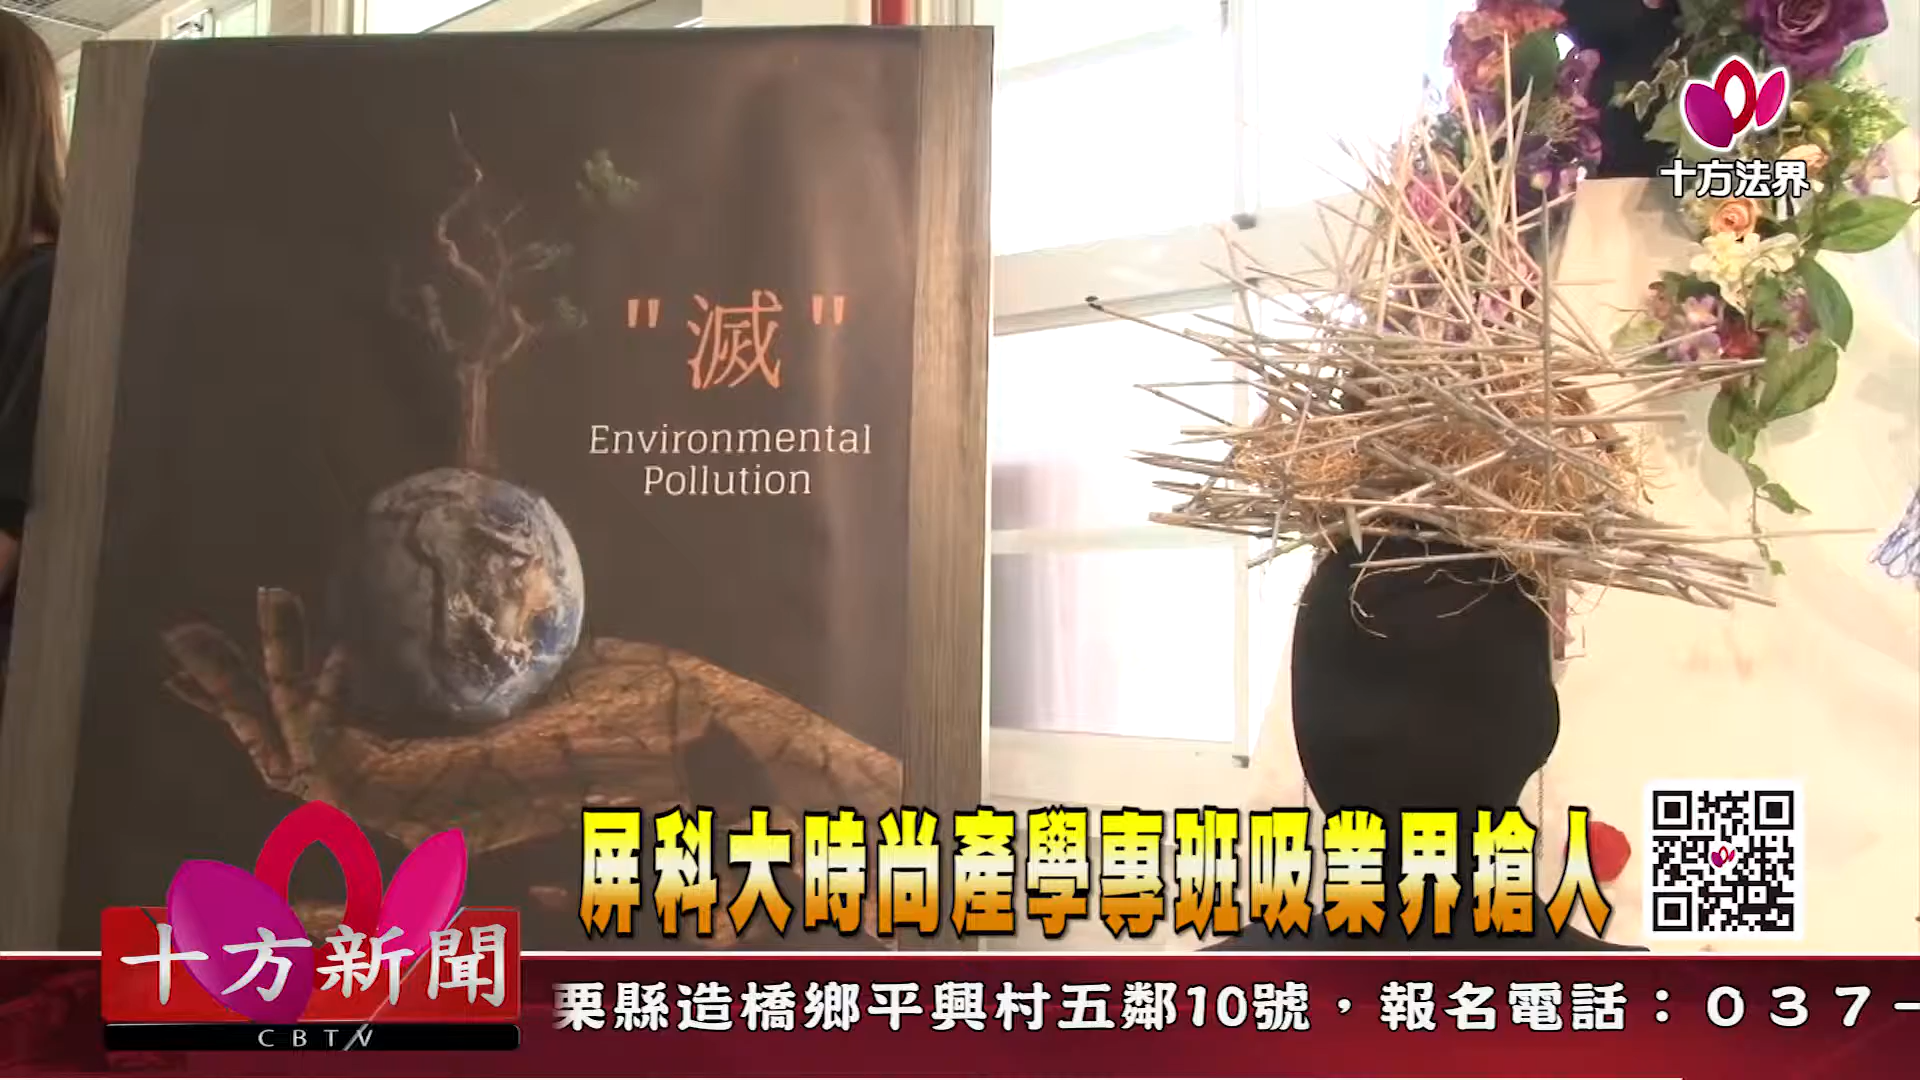 十方法界
"滅"
Environmental
Pollution
屏科大時尚產學專班吸業界搶人
十方新聞
CBTV
栗縣造橋鄉平興村五鄰10號，報名電話：０３７－